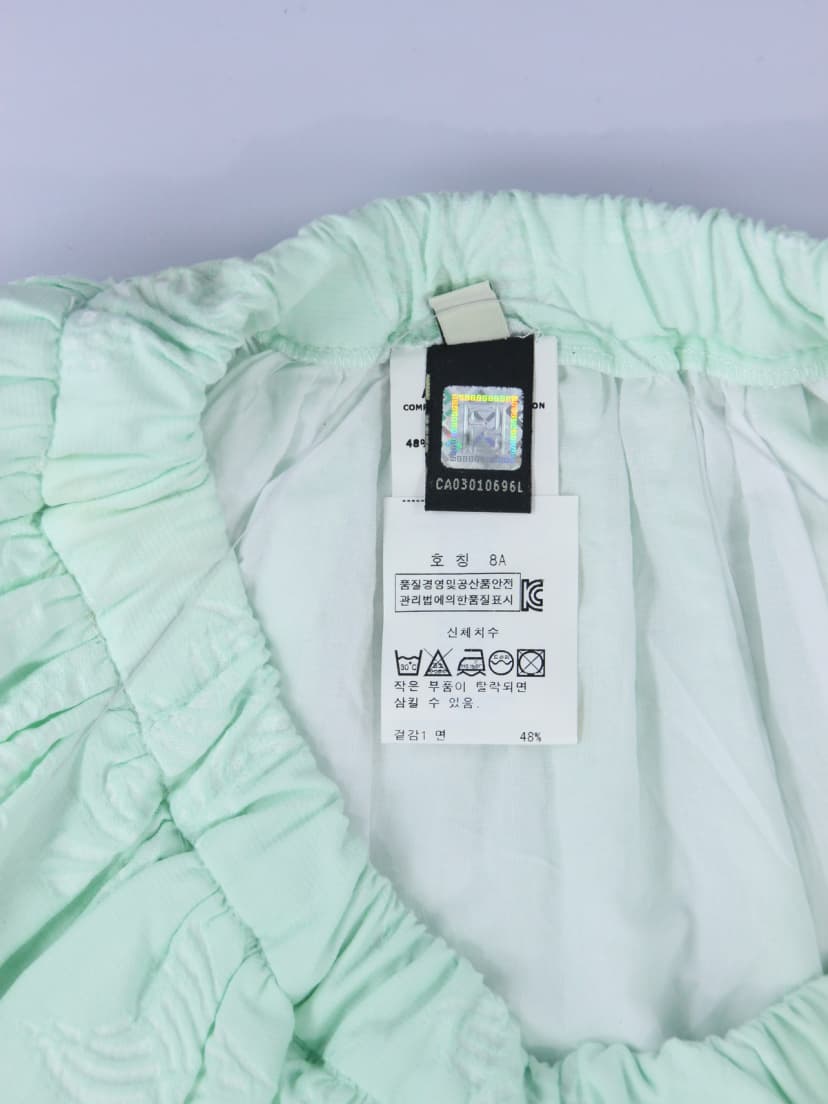 COMP
ON
48%
CA03010696L
호 칭 8A
품질경영및공산품안전
관리법에의한품질표시
신체치수
30°C
작은 부품이 탈락되면
삼킬 수 있음.
겉감1 면 48%